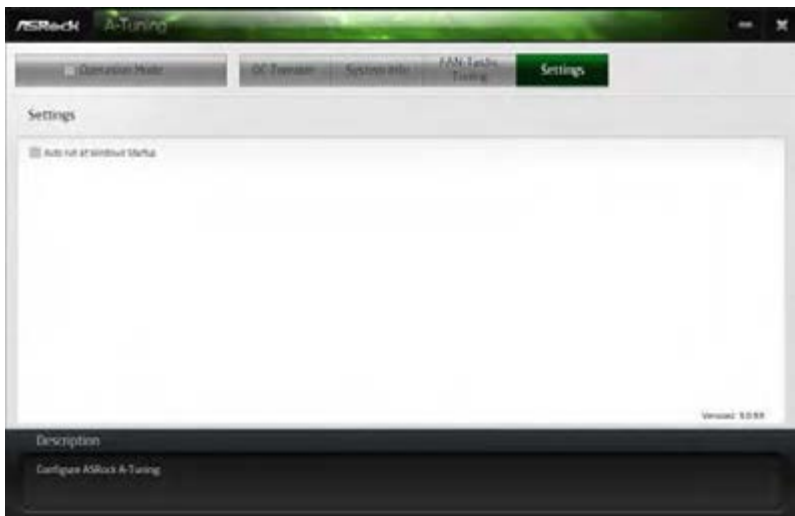 ASRock A-Tuning
Operation Mode
OC Tweaker
System Info
FAN-Tastic
Tuning
Settings
Settings
Auto run at Windows Startup
Version:
Description
Configure ASRock A-Tuning